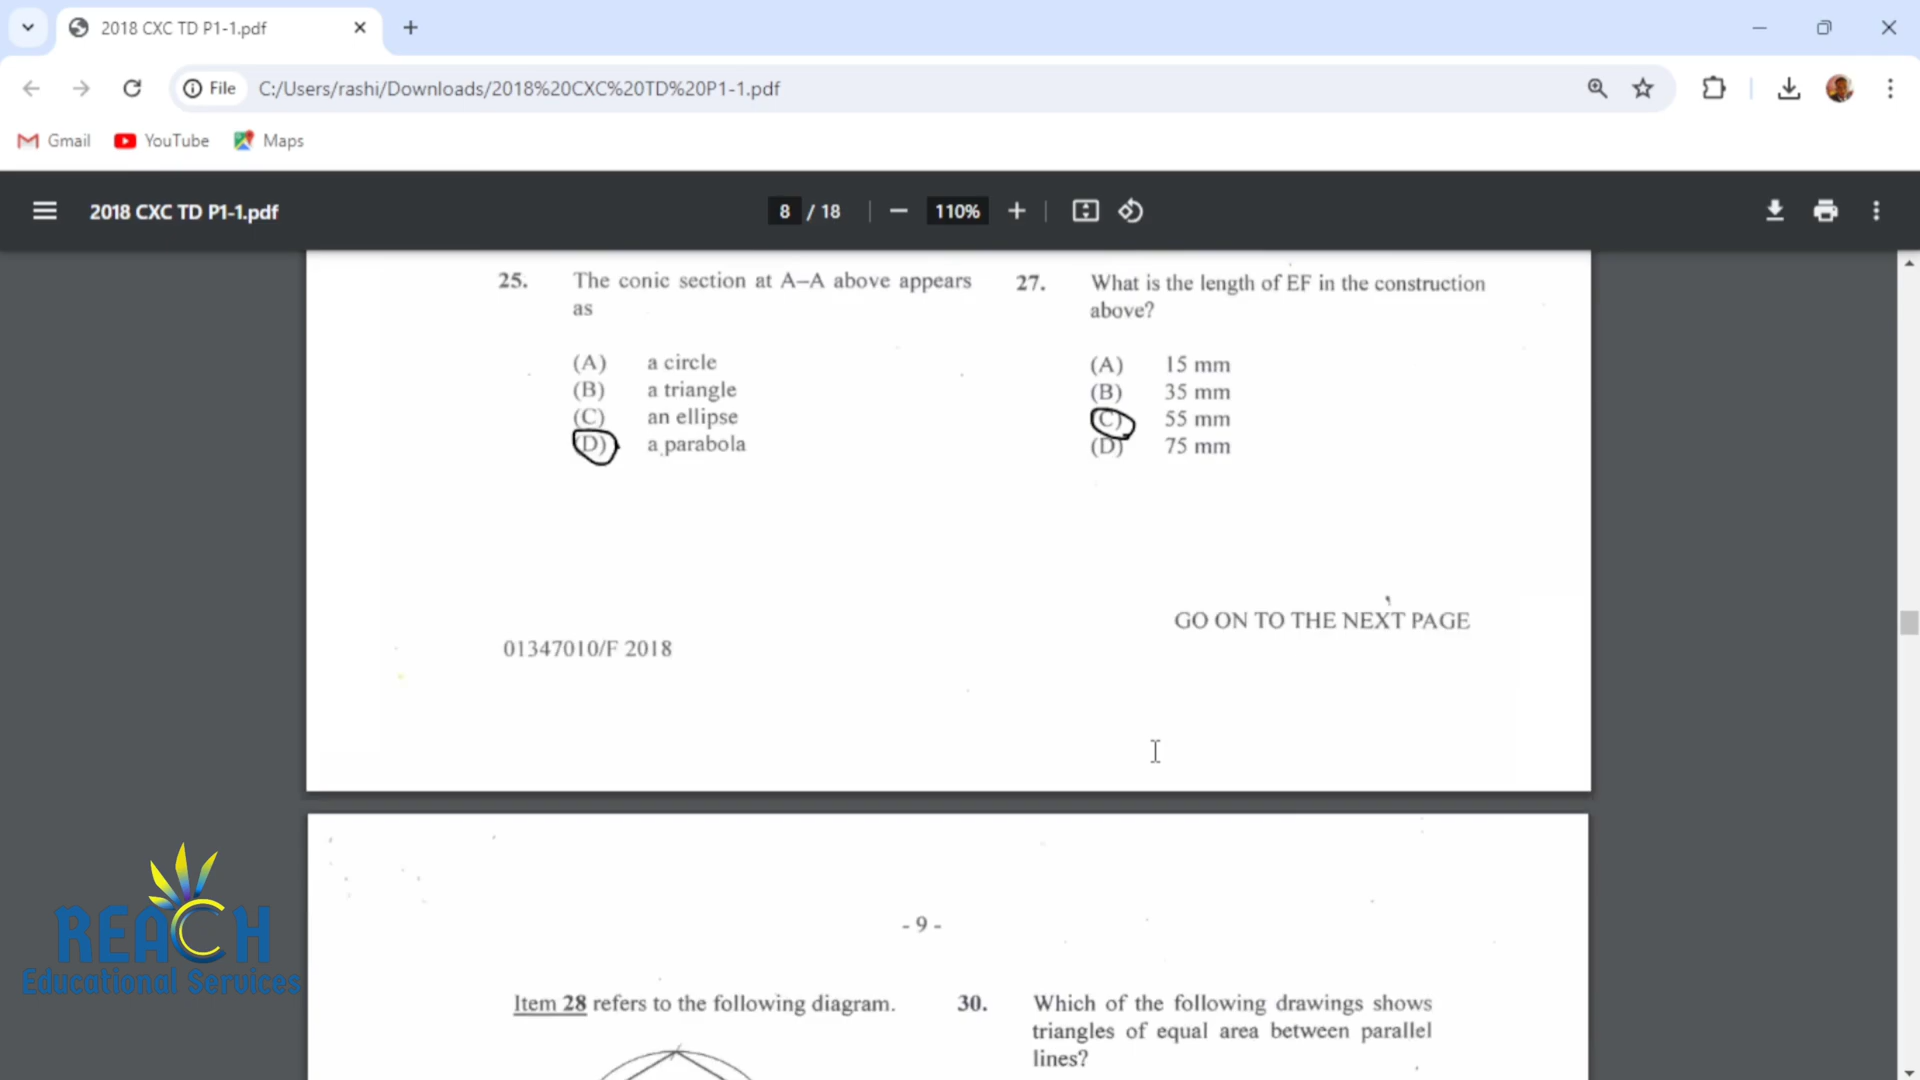 2018 CXC TD P1-1.pdf
File
C:/Users/rashi/Downloads/2018%20CXC%20TD%20P1-1.pdf
Gmail
YouTube
Maps
2018 CXC TD P1-1.pdf
8 / 18
110%
25. The conic section at A–A above appears
as
(A) a circle
(B) a triangle
(C) an ellipse
(D) a parabola
27. What is the length of EF in the construction
above?
(A) 15 mm
(B) 35 mm
(C) 55 mm
(D) 75 mm
GO ON TO THE NEXT PAGE
01347010/F 2018
- 9 -
Item 28 refers to the following diagram.
30. Which of the following drawings shows
triangles of equal area between parallel
lines?
REACH
Educational Services